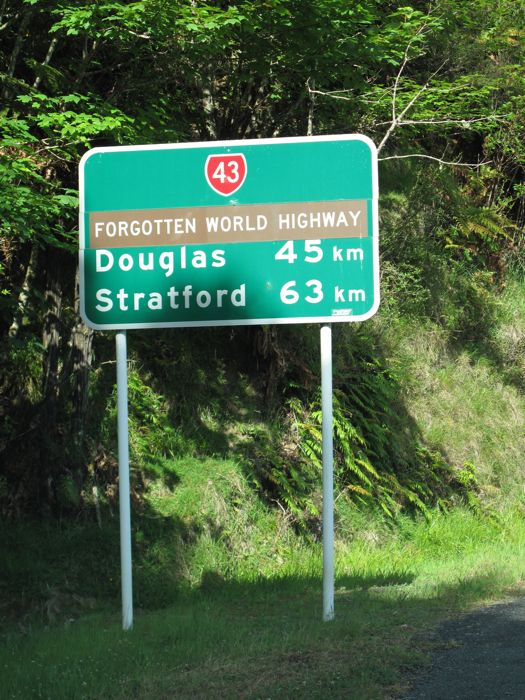 43
FORGOTTEN WORLD HIGHWAY
Douglas 45 km
Stratford 63 km